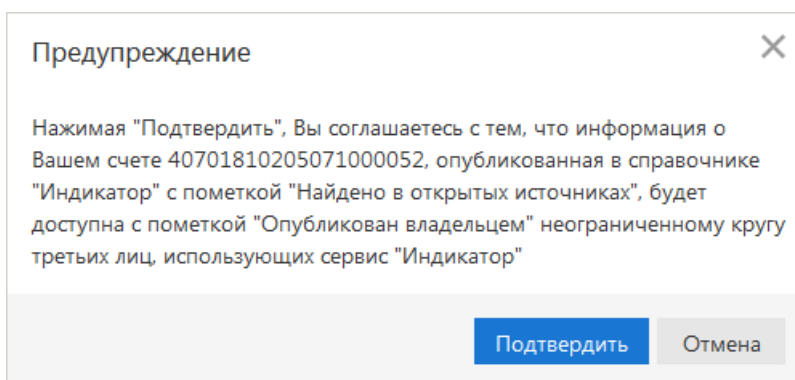 Предупреждение
Нажимая "Подтвердить", Вы соглашаетесь с тем, что информация о
Вашем счете 40701810205071000052, опубликованная в справочнике
"Индикатор" с пометкой "Найдено в открытых источниках", будет
доступна с пометкой "Опубликован владельцем" неограниченному кругу
третьих лиц, использующих сервис "Индикатор"
Подтвердить Отмена